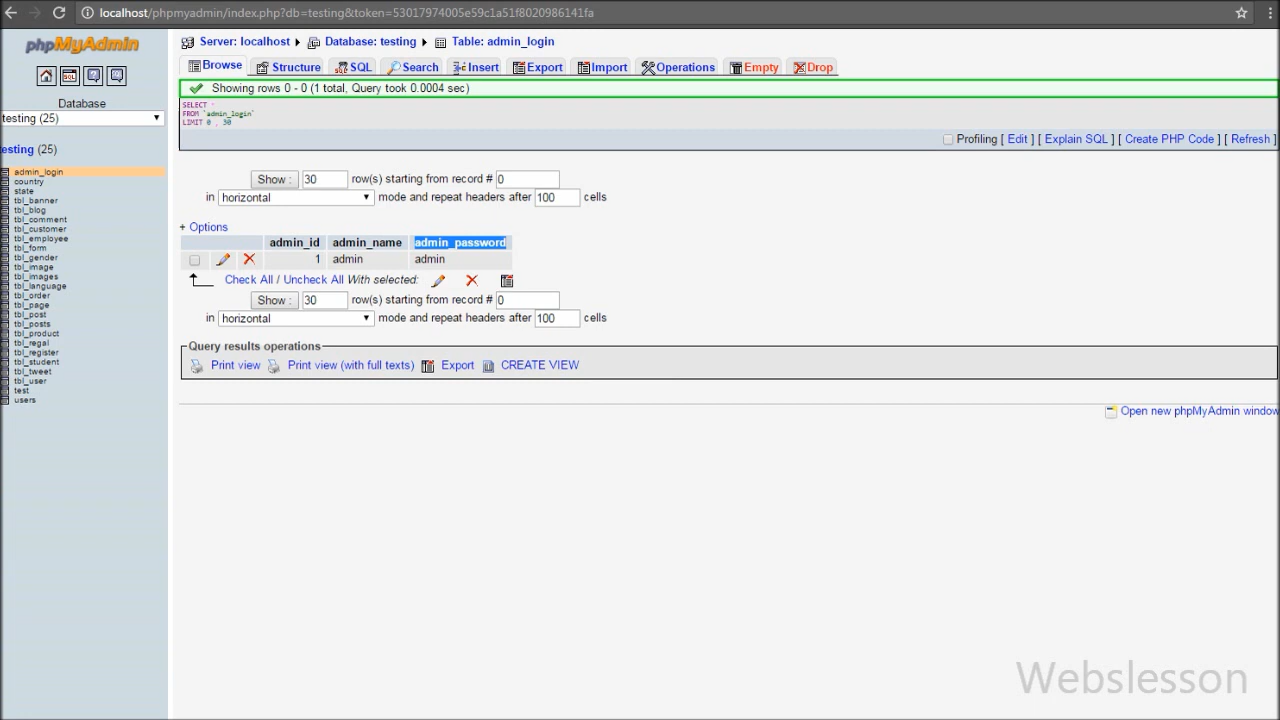 localhost/phpmyadmin/index.php?db=testing&token=53017974005e59c1a51f8020986141fa
phpMyAdmin
Server: localhost Database: testing Table: admin_login
Browse Structure SQL Search Insert Export Import Operations Empty Drop
Showing rows 0 - 0 (1 total, Query took 0.0004 sec)
SELECT *
FROM `admin_login`
LIMIT 0 , 30
Profiling [ Edit ] [ Explain SQL ] [ Create PHP Code ] [ Refresh ]
Database
testing (25)
testing (25)
admin_login
country
state
tbl_banner
tbl_blog
tbl_comment
tbl_customer
tbl_employee
tbl_form
tbl_gender
tbl_image
tbl_images
tbl_language
tbl_order
tbl_page
tbl_post
tbl_posts
tbl_product
tbl_regal
tbl_register
tbl_student
tbl_tweet
tbl_user
test
users
Show : 30 row(s) starting from record # 0
in horizontal mode and repeat headers after 100 cells
+ Options
admin_id admin_name admin_password
1 admin admin
Check All / Uncheck All With selected:
Show : 30 row(s) starting from record # 0
in horizontal mode and repeat headers after 100 cells
Query results operations
Print view Print view (with full texts) Export CREATE VIEW
Open new phpMyAdmin window
Webslesson